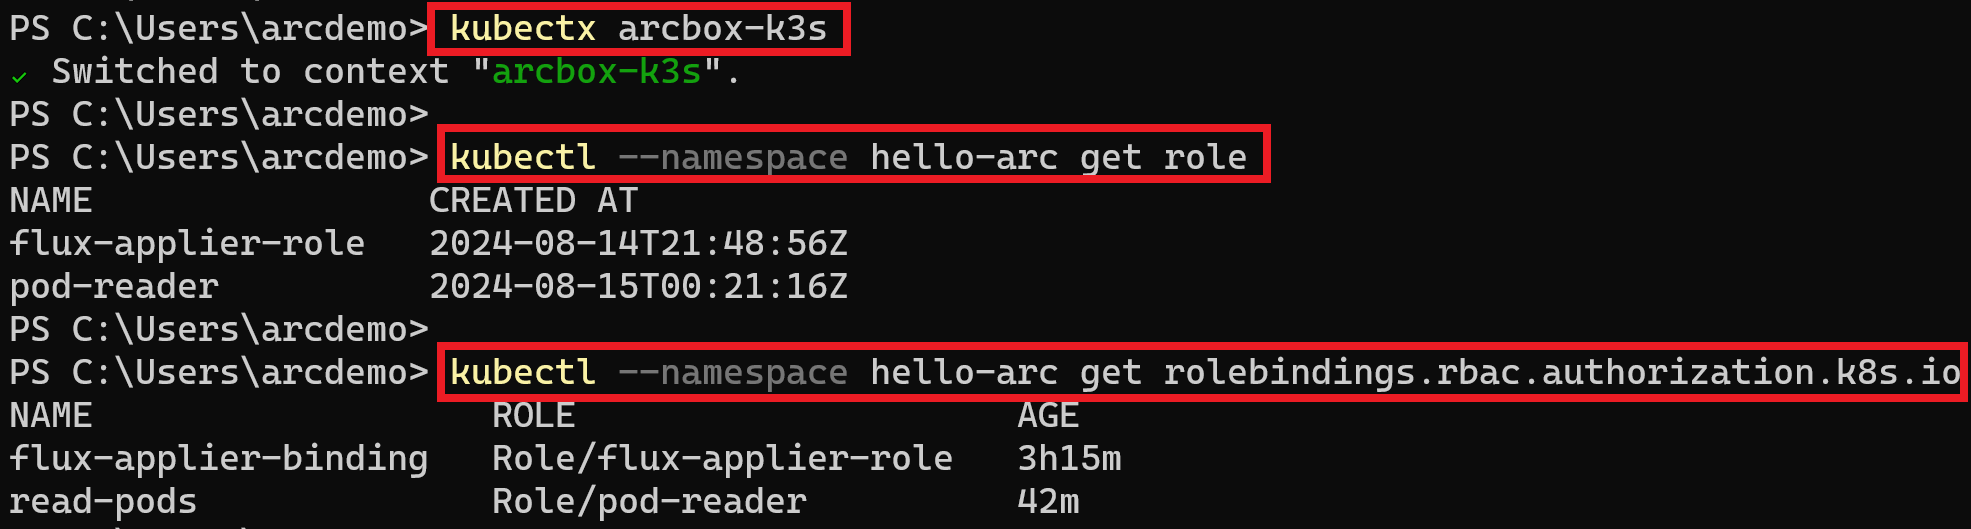 PS C:\Users\arcdemo> kubectx arcbox-k3s
✓ Switched to context "arcbox-k3s".
PS C:\Users\arcdemo>
PS C:\Users\arcdemo> kubectl --namespace hello-arc get role
NAME                CREATED AT
flux-applier-role   2024-08-14T21:48:56Z
pod-reader          2024-08-15T00:21:16Z
PS C:\Users\arcdemo>
PS C:\Users\arcdemo> kubectl --namespace hello-arc get rolebindings.rbac.authorization.k8s.io
NAME                   ROLE                     AGE
flux-applier-binding   Role/flux-applier-role   3h15m
read-pods              Role/pod-reader          42m